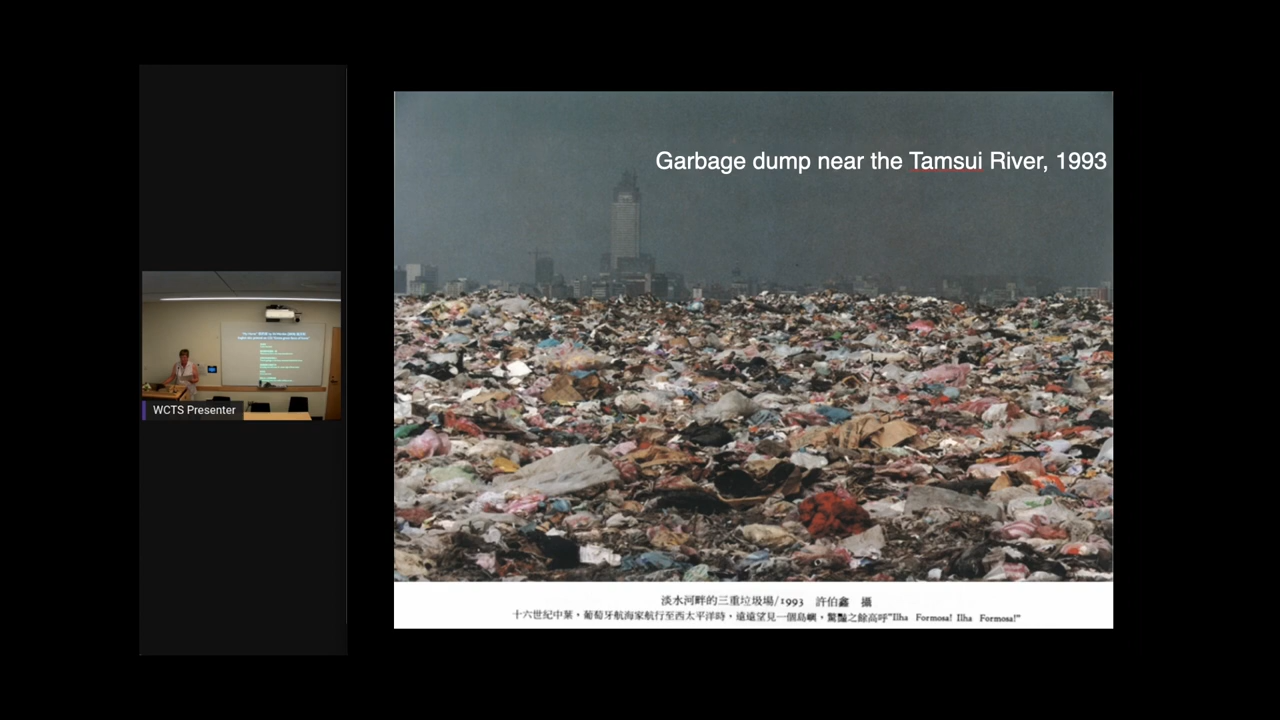 Garbage dump near the Tamsui River, 1993
WCTS Presenter
淡水河畔的三重垃圾場/1993 許伯鑫 攝
十六世紀中葉，葡萄牙航海家航行至西太平洋時，遠遠望見一個島嶼，驚豔之餘高呼"Ilha Formosa! Ilha Formosa!"